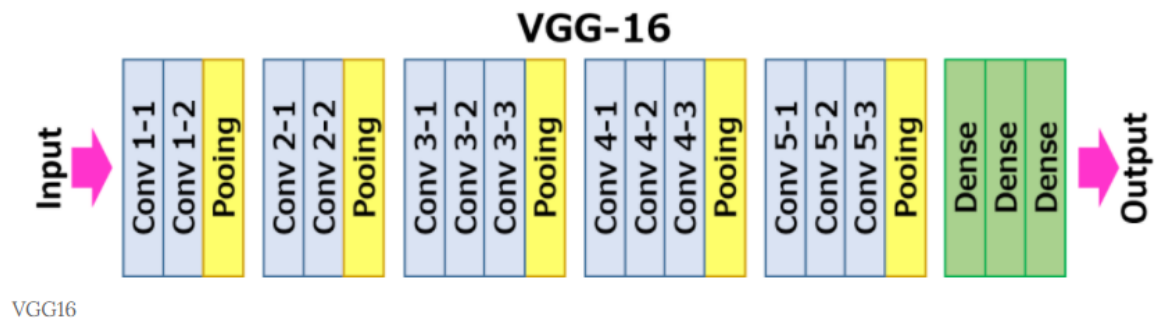 VGG-16
Input
Conv 1-1
Conv 1-2
Pooing
Conv 2-1
Conv 2-2
Pooing
Conv 3-1
Conv 3-2
Conv 3-3
Pooing
Conv 4-1
Conv 4-2
Conv 4-3
Pooing
Conv 5-1
Conv 5-2
Conv 5-3
Pooing
Dense
Dense
Dense
Output
VGG16